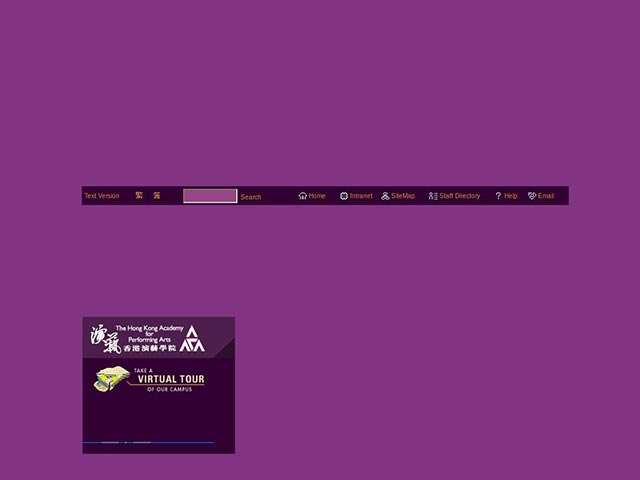 Text Version 繁 简 Search Home Intranet SiteMap Staff Directory ? Help Email
演藝
The Hong Kong Academy
for
Performing Arts
香港演藝學院
TAKE A
VIRTUAL TOUR
OF OUR CAMPUS